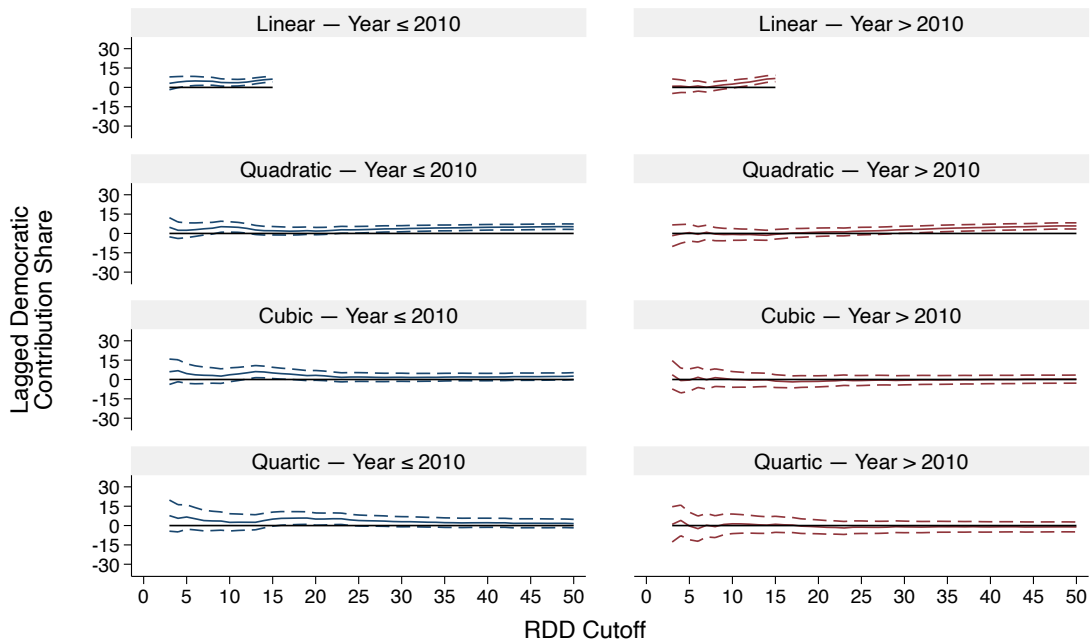 Linear — Year ≤ 2010
Linear — Year > 2010
30
15
0
-15
-30
Quadratic — Year ≤ 2010
Quadratic — Year > 2010
30
15
0
-15
-30
Cubic — Year ≤ 2010
Cubic — Year > 2010
30
15
0
-15
-30
Quartic — Year ≤ 2010
Quartic — Year > 2010
30
15
0
-15
-30
Lagged Democratic
Contribution Share
0 5 10 15 20 25 30 35 40 45 50
0 5 10 15 20 25 30 35 40 45 50
RDD Cutoff